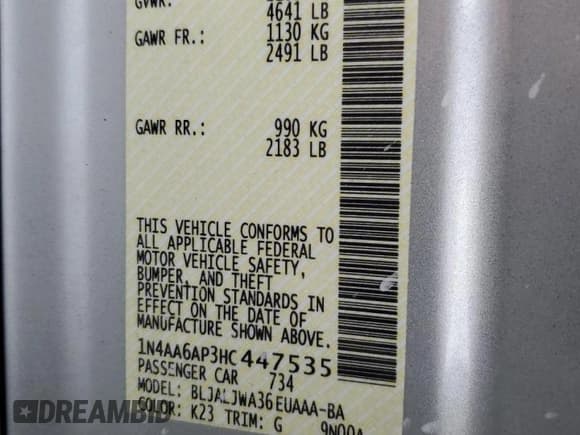 GVWR:
4641 LB
GAWR FR.: 1130 KG
2491 LB
GAWR RR.: 990 KG
2183 LB
THIS VEHICLE CONFORMS TO
ALL APPLICABLE FEDERAL
MOTOR VEHICLE SAFETY,
BUMPER, AND THEFT
PREVENTION STANDARDS IN
EFFECT ON THE DATE OF
MANUFACTURE SHOWN ABOVE.
1N4AA6AP3HC447535
PASSENGER CAR 734
MODEL: BLJALJWA36EUAAA-BA
COLOR: K23 TRIM: G
DREAMBID